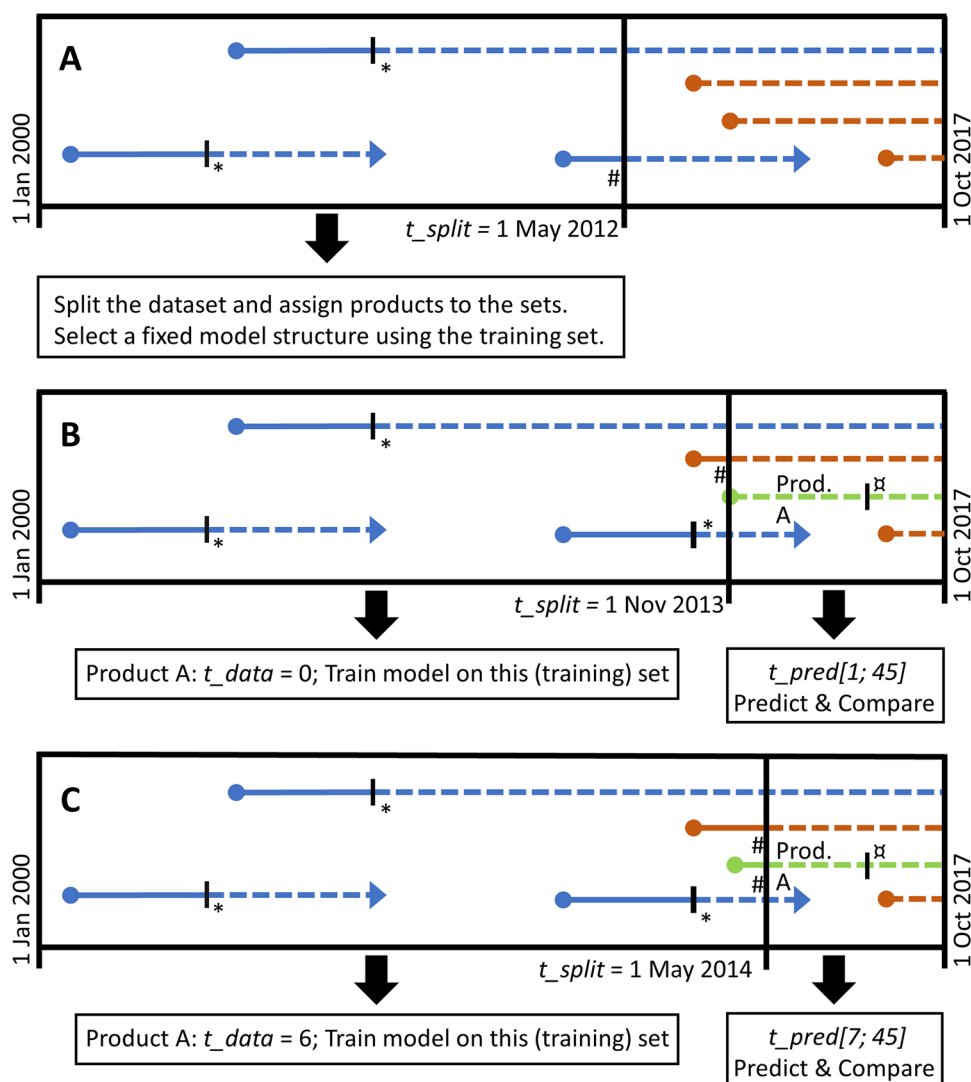 A
*
*
#
1 Jan 2000
1 Oct 2017
t_split = 1 May 2012
Split the dataset and assign products to the sets.
Select a fixed model structure using the training set.
B
*
#
Prod.
¤
*
*
A
1 Jan 2000
1 Oct 2017
t_split = 1 Nov 2013
Product A: t_data = 0; Train model on this (training) set
t_pred[1; 45]
Predict & Compare
C
*
#
Prod.
¤
*
*
#
A
1 Jan 2000
1 Oct 2017
t_split = 1 May 2014
Product A: t_data = 6; Train model on this (training) set
t_pred[7; 45]
Predict & Compare